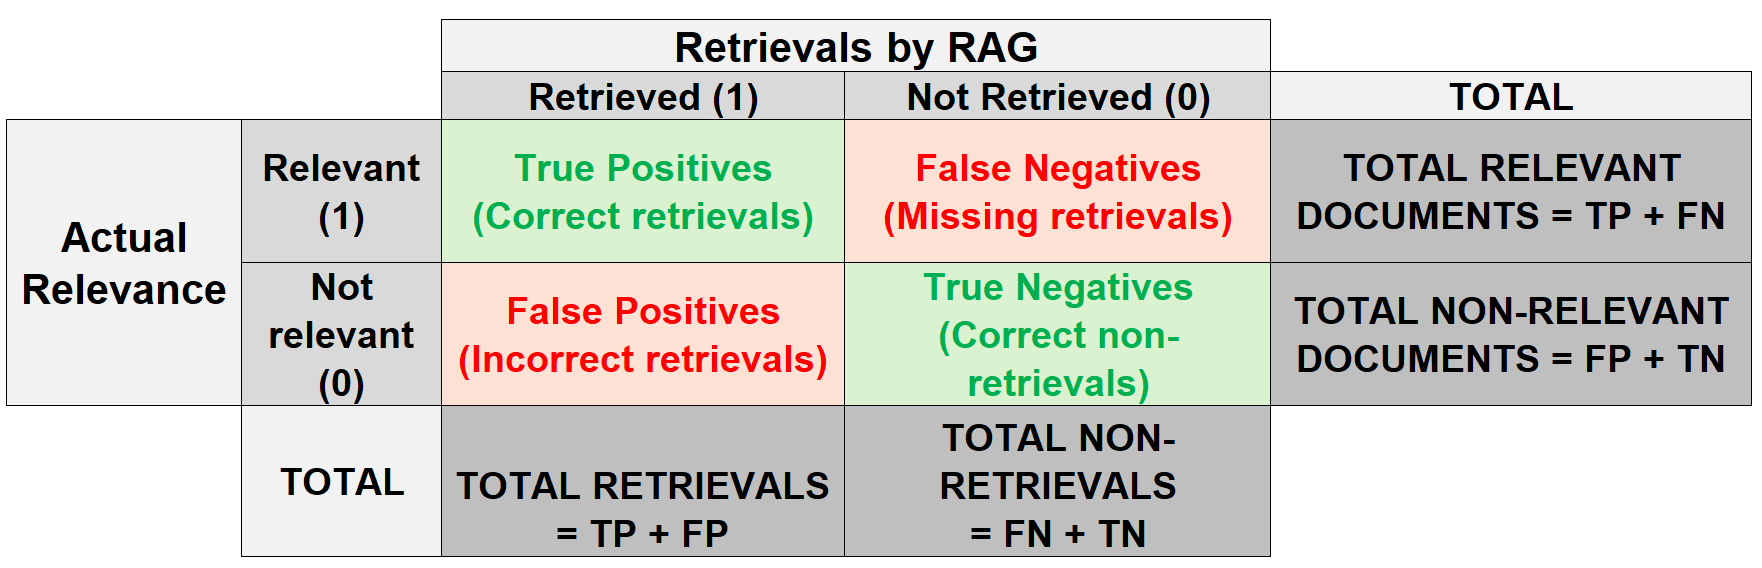 Retrievals by RAG
Retrieved (1)
Not Retrieved (0)
TOTAL
Actual
Relevance
Relevant
(1)
True Positives
(Correct retrievals)
False Negatives
(Missing retrievals)
TOTAL RELEVANT
DOCUMENTS = TP + FN
Not
relevant
(0)
False Positives
(Incorrect retrievals)
True Negatives
(Correct non-
retrievals)
TOTAL NON-RELEVANT
DOCUMENTS = FP + TN
TOTAL
TOTAL RETRIEVALS
= TP + FP
TOTAL NON-
RETRIEVALS
= FN + TN